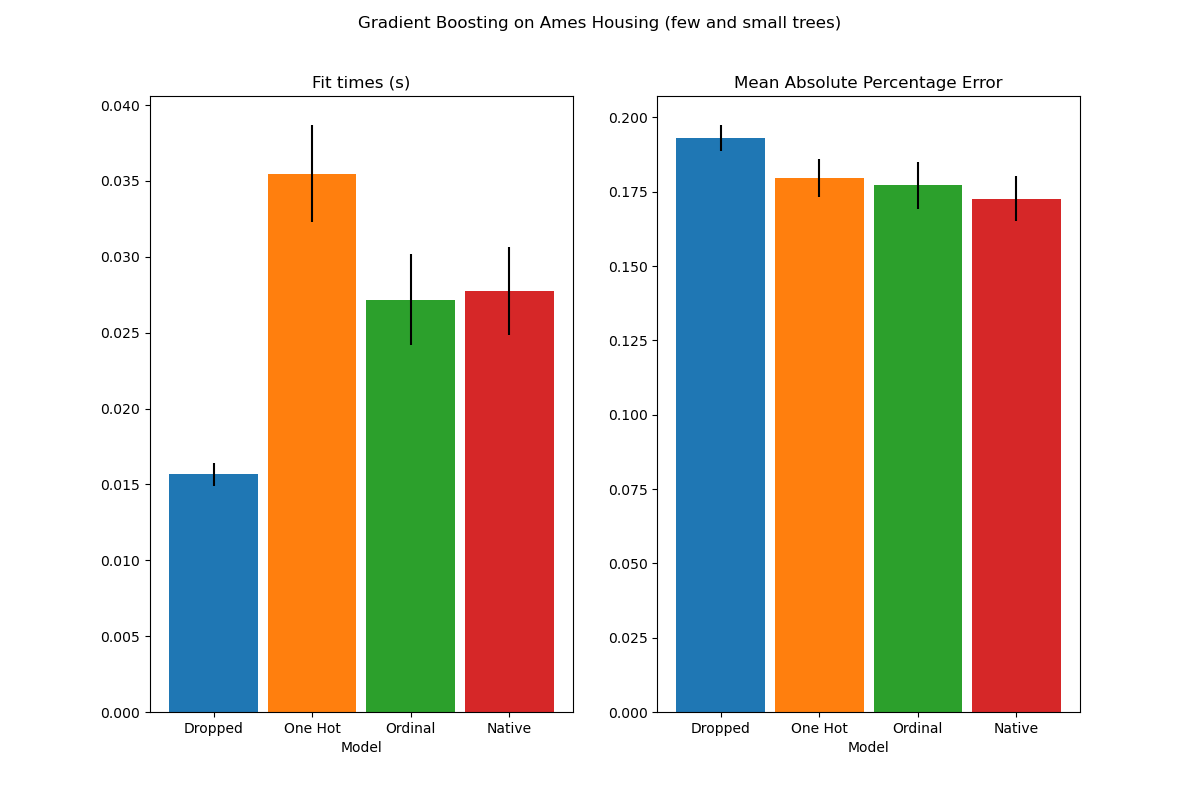 Gradient Boosting on Ames Housing (few and small trees)
Fit times (s)
0.040
0.035
0.030
0.025
0.020
0.015
0.010
0.005
0.000
Dropped One Hot Ordinal Native
Model
Mean Absolute Percentage Error
0.200
0.175
0.150
0.125
0.100
0.075
0.050
0.025
0.000
Dropped One Hot Ordinal Native
Model